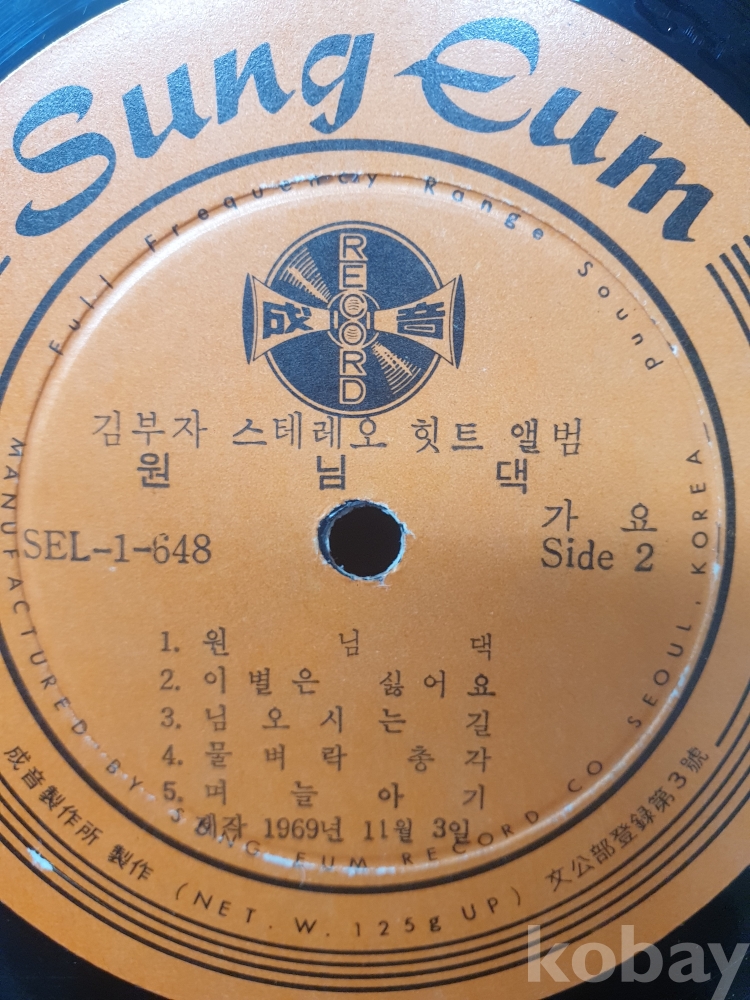 Sung Eum
Full Frequency Range Sound
RECORD
成 音
김부자 스테레오 힛트 앨범
원 님 댁
SEL-1-648
가 요
Side 2
1. 원 님 댁
2. 이 별 은 싫 어 요
3. 님 오 시 는 길
4. 물 벼 락 총 각
5. 며 늘 아 기
제작 1969년 11월 3일
MANUFACTURED BY SUNG EUM RECORD CO SEOUL, KOREA
成音製作所 製作 (NET. W. 125g UP) 文公部登録第3號
kobay